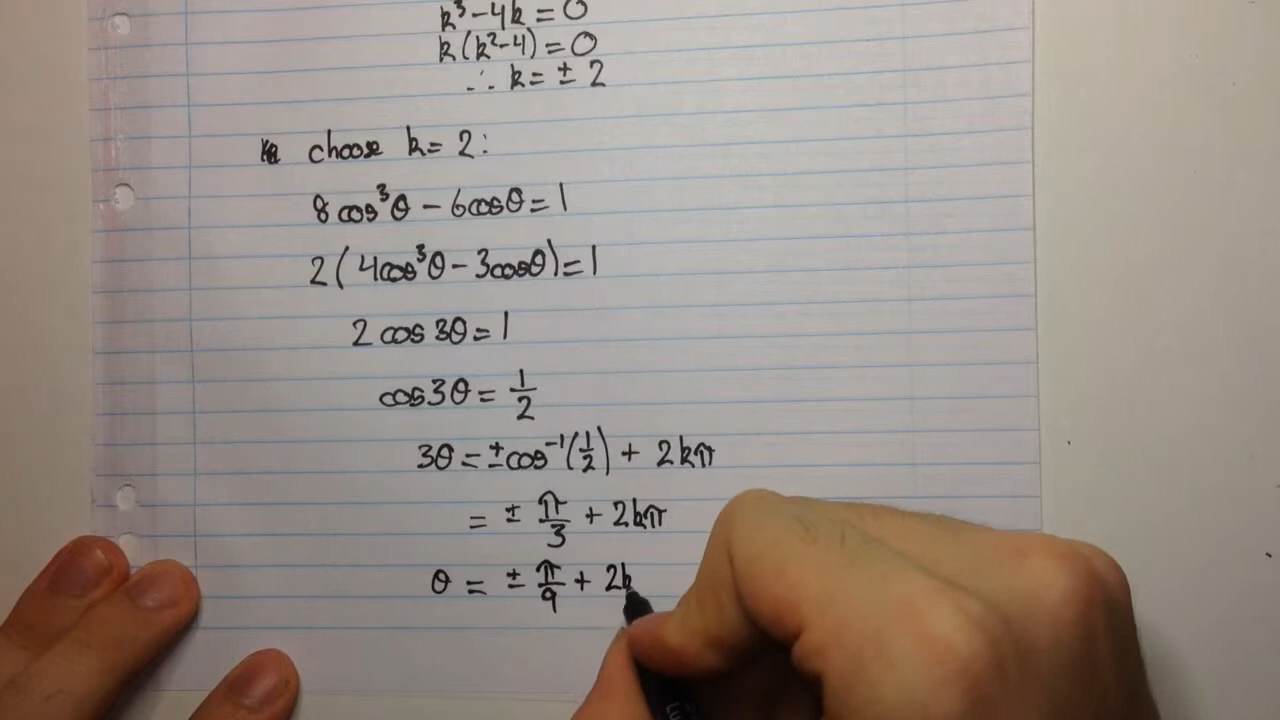 k³-4k=0
k(k²-4)=0
∴ k=±2
choose k=2:
8cos³θ-6cosθ=1
2(4cos³θ-3cosθ)=1
2cos3θ=1
cos3θ=1/2
3θ=±cos⁻¹(1/2)+2kπ
=±π/3+2kπ
θ=±π/9+2k